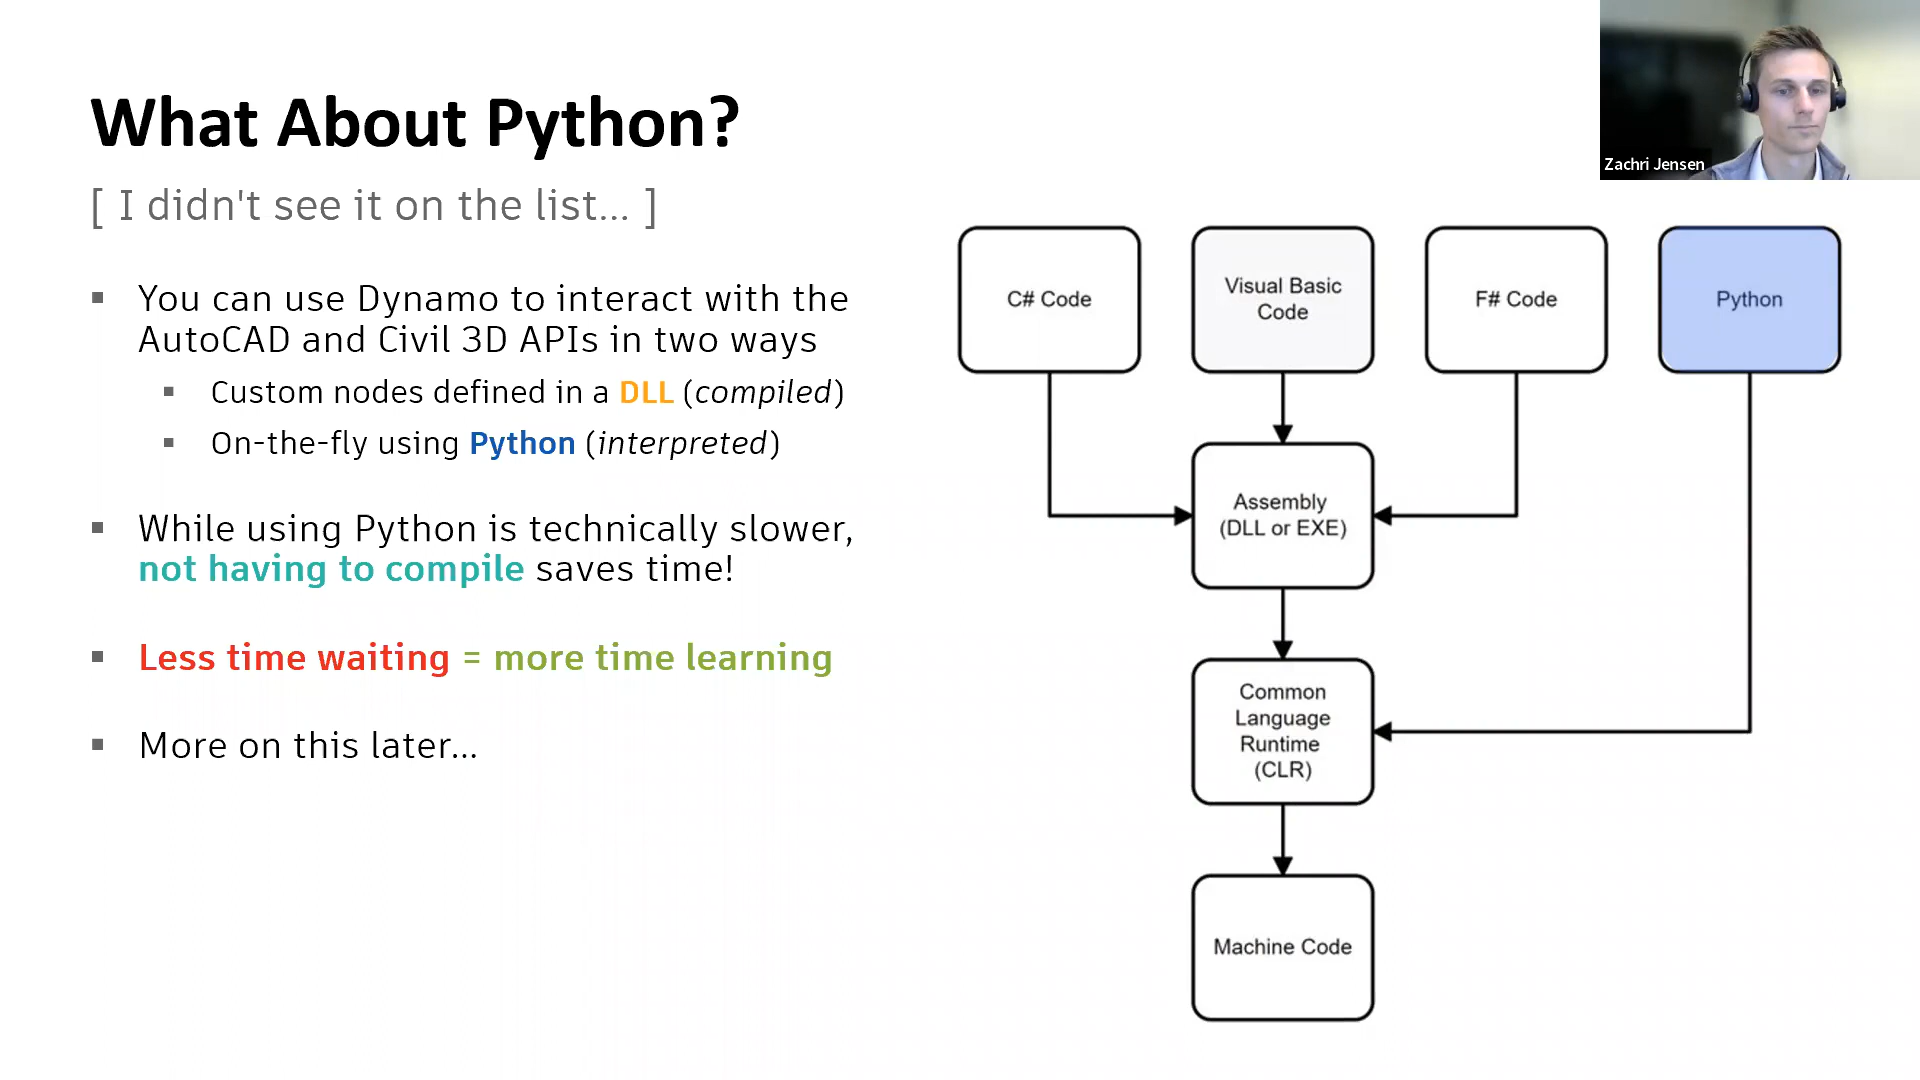 What About Python?
[ I didn't see it on the list... ]
▪ You can use Dynamo to interact with the
AutoCAD and Civil 3D APIs in two ways
▪ Custom nodes defined in a DLL (compiled)
▪ On-the-fly using Python (interpreted)
▪ While using Python is technically slower,
not having to compile saves time!
▪ Less time waiting = more time learning
▪ More on this later...
Zachri Jensen
C# Code
Visual Basic
Code
F# Code
Python
Assembly
(DLL or EXE)
Common
Language
Runtime
(CLR)
Machine Code